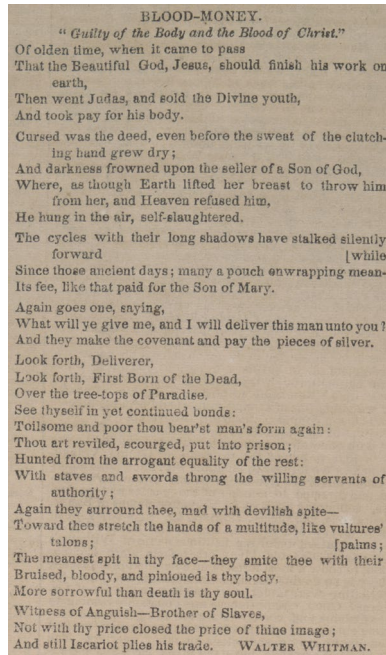 BLOOD-MONEY.
"Guilty of the Body and the Blood of Christ."
Of olden time, when it came to pass
That the Beautiful God, Jesus, should finish his work on
earth,
Then went Judas, and sold the Divine youth,
And took pay for his body.
Cursed was the deed, even before the sweat of the clutch-
ing hand grew dry;
And darkness frowned upon the seller of a Son of God,
Where, as though Earth lifted her breast to throw him
from her, and Heaven refused him,
He hung in the air, self-slaughtered.
The cycles with their long shadows have stalked silently
forward [while
Since those ancient days; many a pouch enwrapping mean-
Its fee, like that paid for the Son of Mary.
Again goes one, saying,
What will ye give me, and I will deliver this man unto you?
And they make the covenant and pay the pieces of silver.
Look forth, Deliverer,
Look forth, First Born of the Dead,
Over the tree-tops of Paradise.
See thyself in yet continued bonds:
Toilsome and poor thou bear'st man's form again:
Thou art reviled, scourged, put into prison;
Hunted from the arrogant equality of the rest:
With staves and swords throng the willing servants of
authority;
Again they surround thee, mad with devilish spite—
Toward thee stretch the hands of a multitude, like vultures'
talons; [palms;
The meanest spit in thy face—they smite thee with their
Bruised, bloody, and pinioned is thy body,
More sorrowful than death is thy soul.
Witness of Anguish—Brother of Slaves,
Not with thy price closed the price of thine image;
And still Iscariot plies his trade. WALTER WHITMAN.